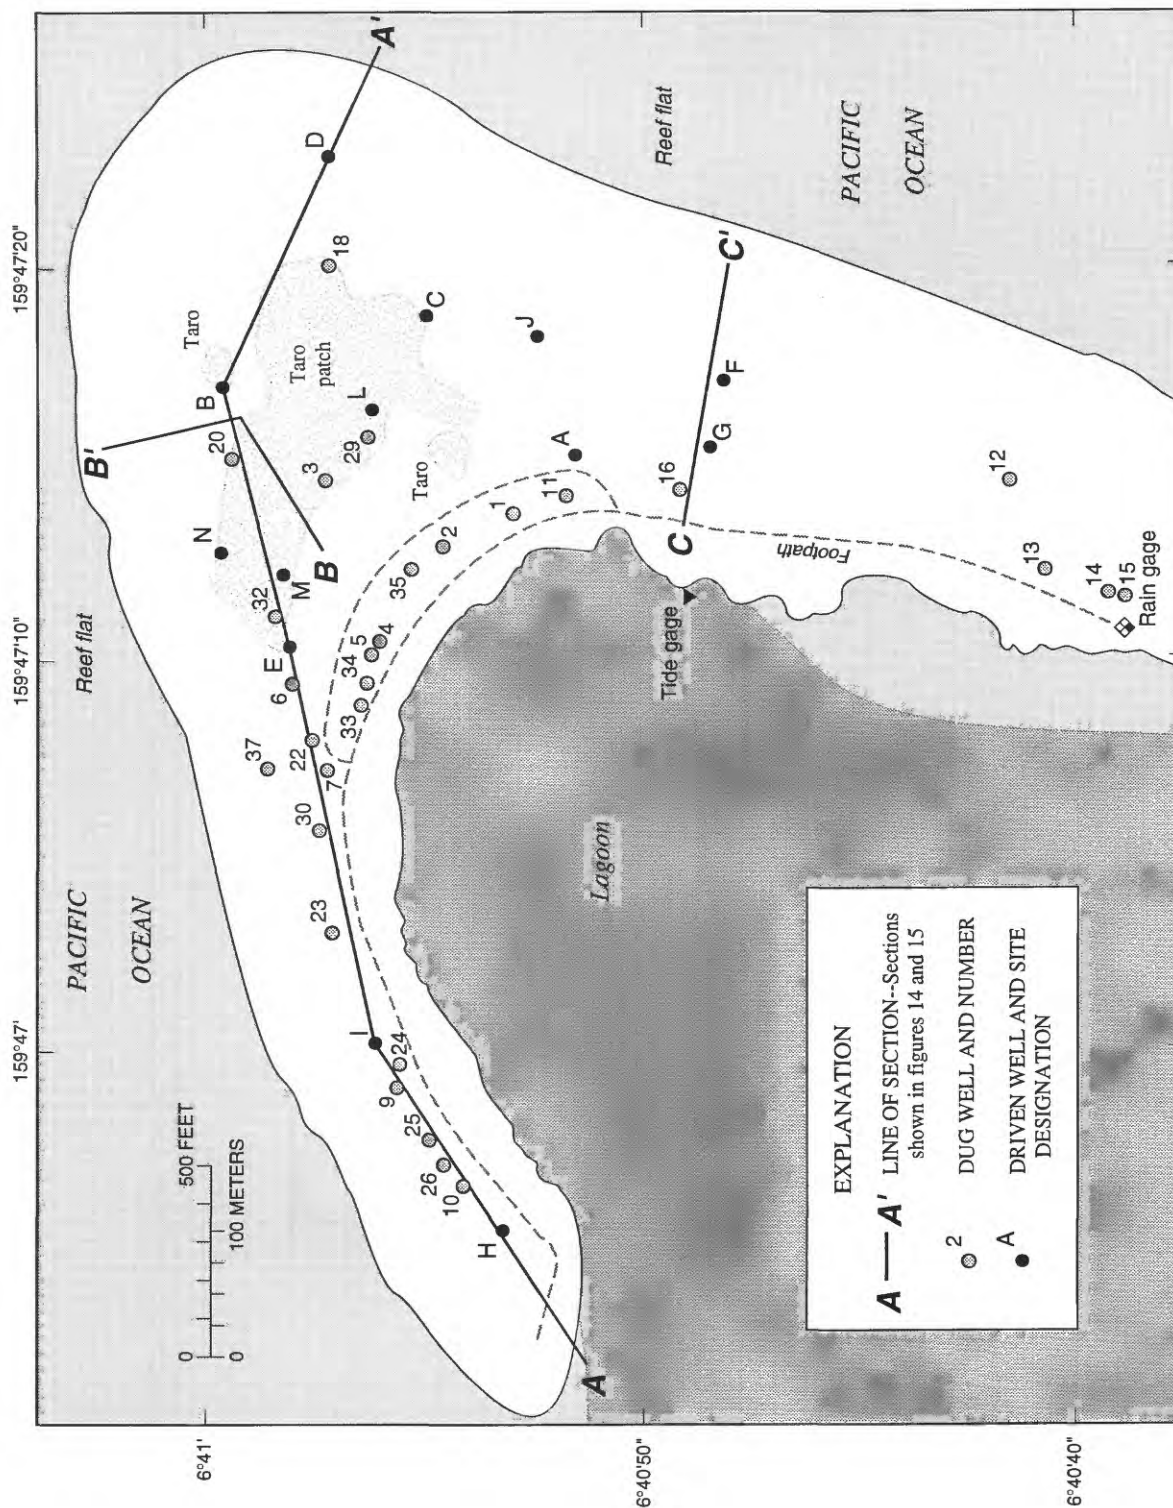 159°47'
159°47'10"
159°47'20"
6°41'
6°40'50"
6°40'40"
0 500 FEET
0 100 METERS
PACIFIC
OCEAN
Reef flat
B'
A'
Taro
Taro
patch
B
D
18
20
N
3
29
L
C
J
Taro
32
M
B
E
6
37
22
30
23
7
33
34
5
4
35
2
1
11
A
I
24
9
25
26
10
H
A
Reef flat
PACIFIC
OCEAN
C'
C
16
G
F
Tide gage
Footpath
12
13
14
15
Rain gage
Lagoon
EXPLANATION
A — A' LINE OF SECTION--Sections
shown in figures 14 and 15
2 DUG WELL AND NUMBER
A DRIVEN WELL AND SITE
DESIGNATION